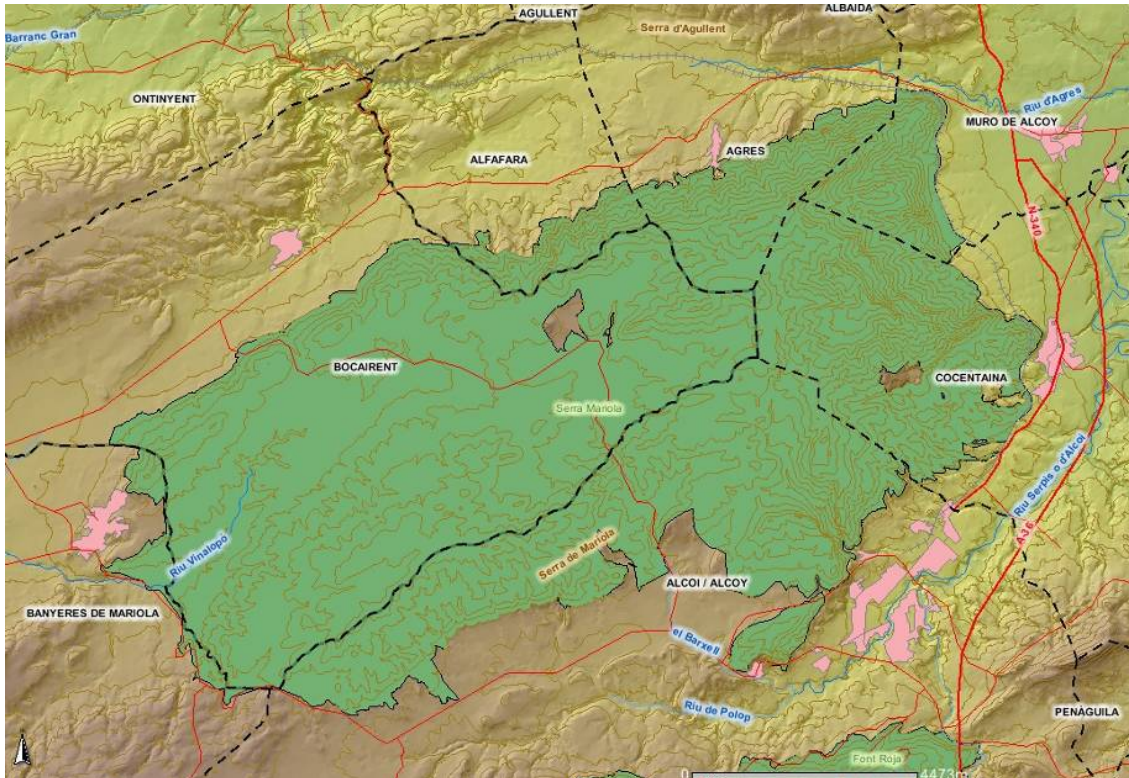 AGULLENT
ALBAIDA
Barranc Gran
Serra d'Agullent
ONTINYENT
Riu d'Agres
MURO DE ALCOY
ALFAFARA
AGRES
N-340
BOCAIRENT
COCENTAINA
Serra Mariola
Riu Serpis o d'Alcoi
A-36
Riu Vinalopó
Serra de Mariola
ALCOI / ALCOY
BANYERES DE MARIOLA
el Barxell
Riu de Polop
PENÀGUILA
Font Roja
0
4473m